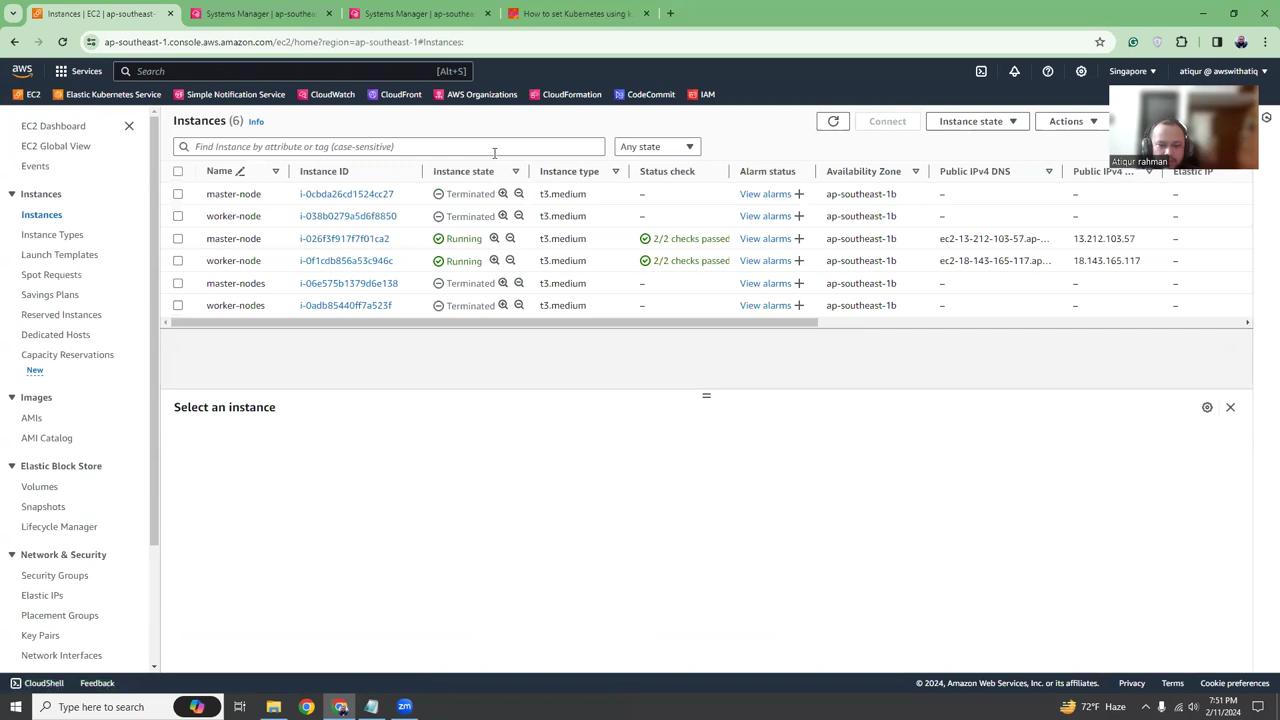 Instances | EC2 | ap-southeast-
Systems Manager | ap-southea
Systems Manager | ap-southea
How to set Kubernetes using k
ap-southeast-1.console.aws.amazon.com/ec2/home?region=ap-southeast-1#Instances:
aws
Services
Search
[Alt+S]
Singapore
atiqur @ awswithatiq
EC2
Elastic Kubernetes Service
Simple Notification Service
CloudWatch
CloudFront
AWS Organizations
CloudFormation
CodeCommit
IAM
EC2 Dashboard
EC2 Global View
Events
Instances
Instances
Instance Types
Launch Templates
Spot Requests
Savings Plans
Reserved Instances
Dedicated Hosts
Capacity Reservations
New
Images
AMIs
AMI Catalog
Elastic Block Store
Volumes
Snapshots
Lifecycle Manager
Network & Security
Security Groups
Elastic IPs
Placement Groups
Key Pairs
Network Interfaces
Instances (6) Info
Connect
Instance state
Actions
Atiqur rahman
Find Instance by attribute or tag (case-sensitive)
Any state
Name Instance ID Instance state Instance type Status check Alarm status Availability Zone Public IPv4 DNS Public IPv4 ... Elastic IP
master-node i-0cbda26cd1524cc27 Terminated t3.medium – View alarms + ap-southeast-1b – – –
worker-node i-038b0279a5d6f8850 Terminated t3.medium – View alarms + ap-southeast-1b – – –
master-node i-026f3f917f7f01ca2 Running t3.medium 2/2 checks passed View alarms + ap-southeast-1b ec2-13-212-103-57.ap-... 13.212.103.57 –
worker-node i-0f1cdb856a53c946c Running t3.medium 2/2 checks passed View alarms + ap-southeast-1b ec2-18-143-165-117.ap... 18.143.165.117 –
master-nodes i-06e575b1379d6e138 Terminated t3.medium – View alarms + ap-southeast-1b – – –
worker-nodes i-0adb85440ff7a523f Terminated t3.medium – View alarms + ap-southeast-1b – – –
Select an instance
CloudShell
Feedback
© 2024, Amazon Web Services, Inc. or its affiliates.
Privacy
Terms
Cookie preferences
Type here to search
zm
72°F Haze
7:51 PM
2/11/2024